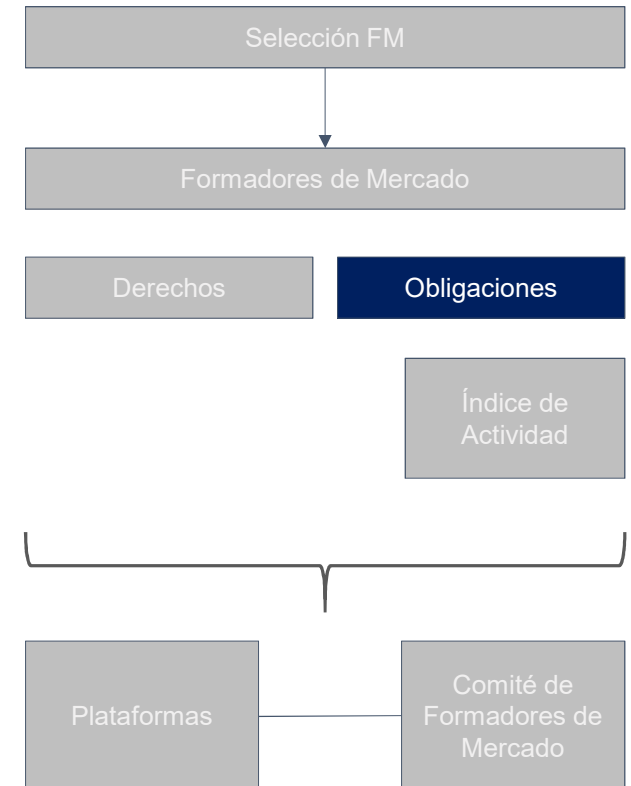 Selección FM
Formadores de Mercado
Derechos
Obligaciones
Índice de
Actividad
Plataformas
Comité de
Formadores de
Mercado